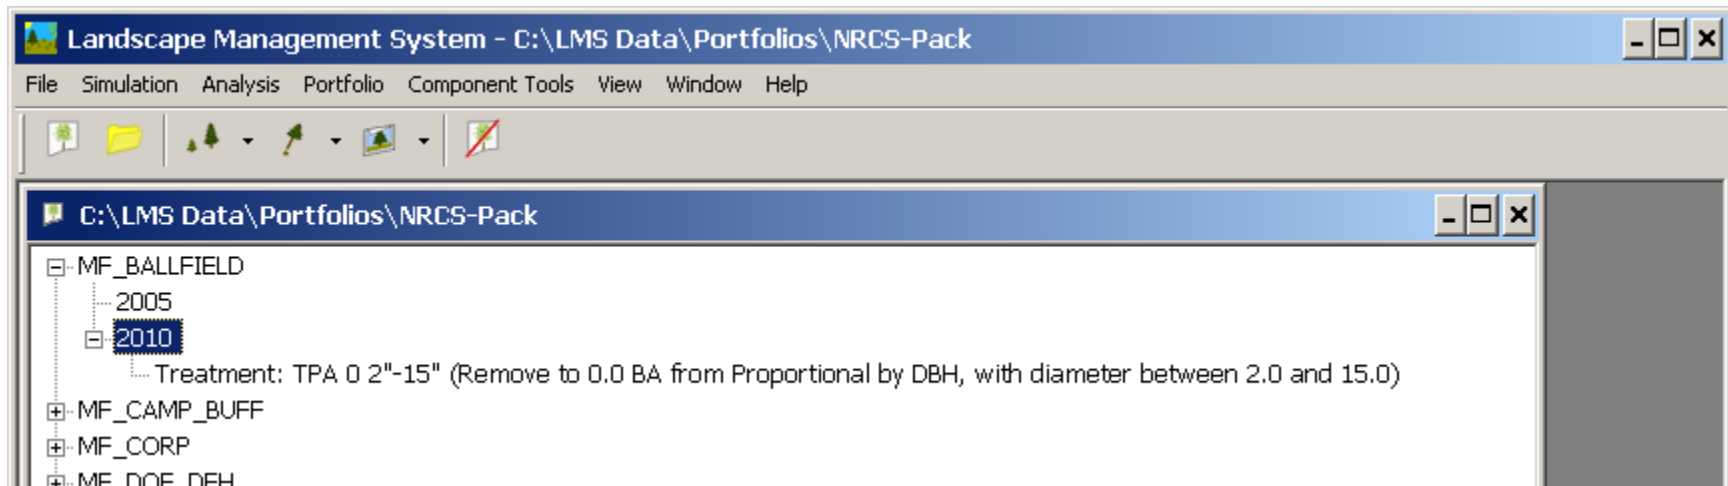 Landscape Management System - C:\LMS Data\Portfolios\NRCS-Pack
File Simulation Analysis Portfolio Component Tools View Window Help
C:\LMS Data\Portfolios\NRCS-Pack
MF_BALLFIELD
2005
2010
Treatment: TPA 0 2"-15" (Remove to 0.0 BA from Proportional by DBH, with diameter between 2.0 and 15.0)
MF_CAMP_BUFF
MF_CORP